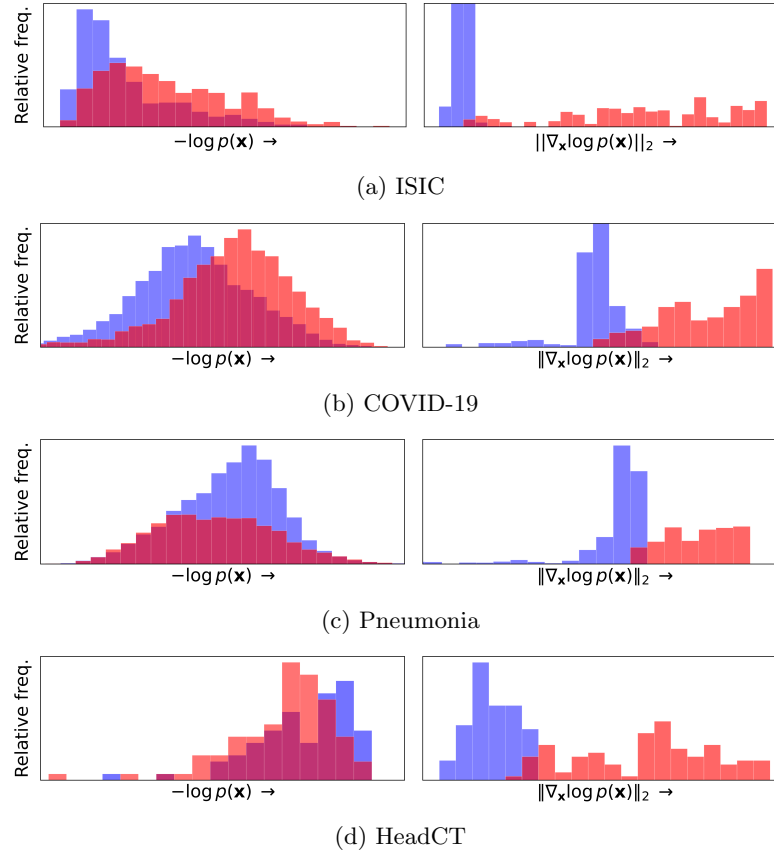 Relative freq.
−log p(𝐱) →
||∇𝐱 log p(𝐱)||₂ →
(a) ISIC
Relative freq.
−log p(𝐱) →
‖∇𝐱 log p(𝐱)‖₂ →
(b) COVID-19
Relative freq.
−log p(𝐱) →
‖∇𝐱 log p(𝐱)‖₂ →
(c) Pneumonia
Relative freq.
−log p(𝐱) →
‖∇𝐱 log p(𝐱)‖₂ →
(d) HeadCT